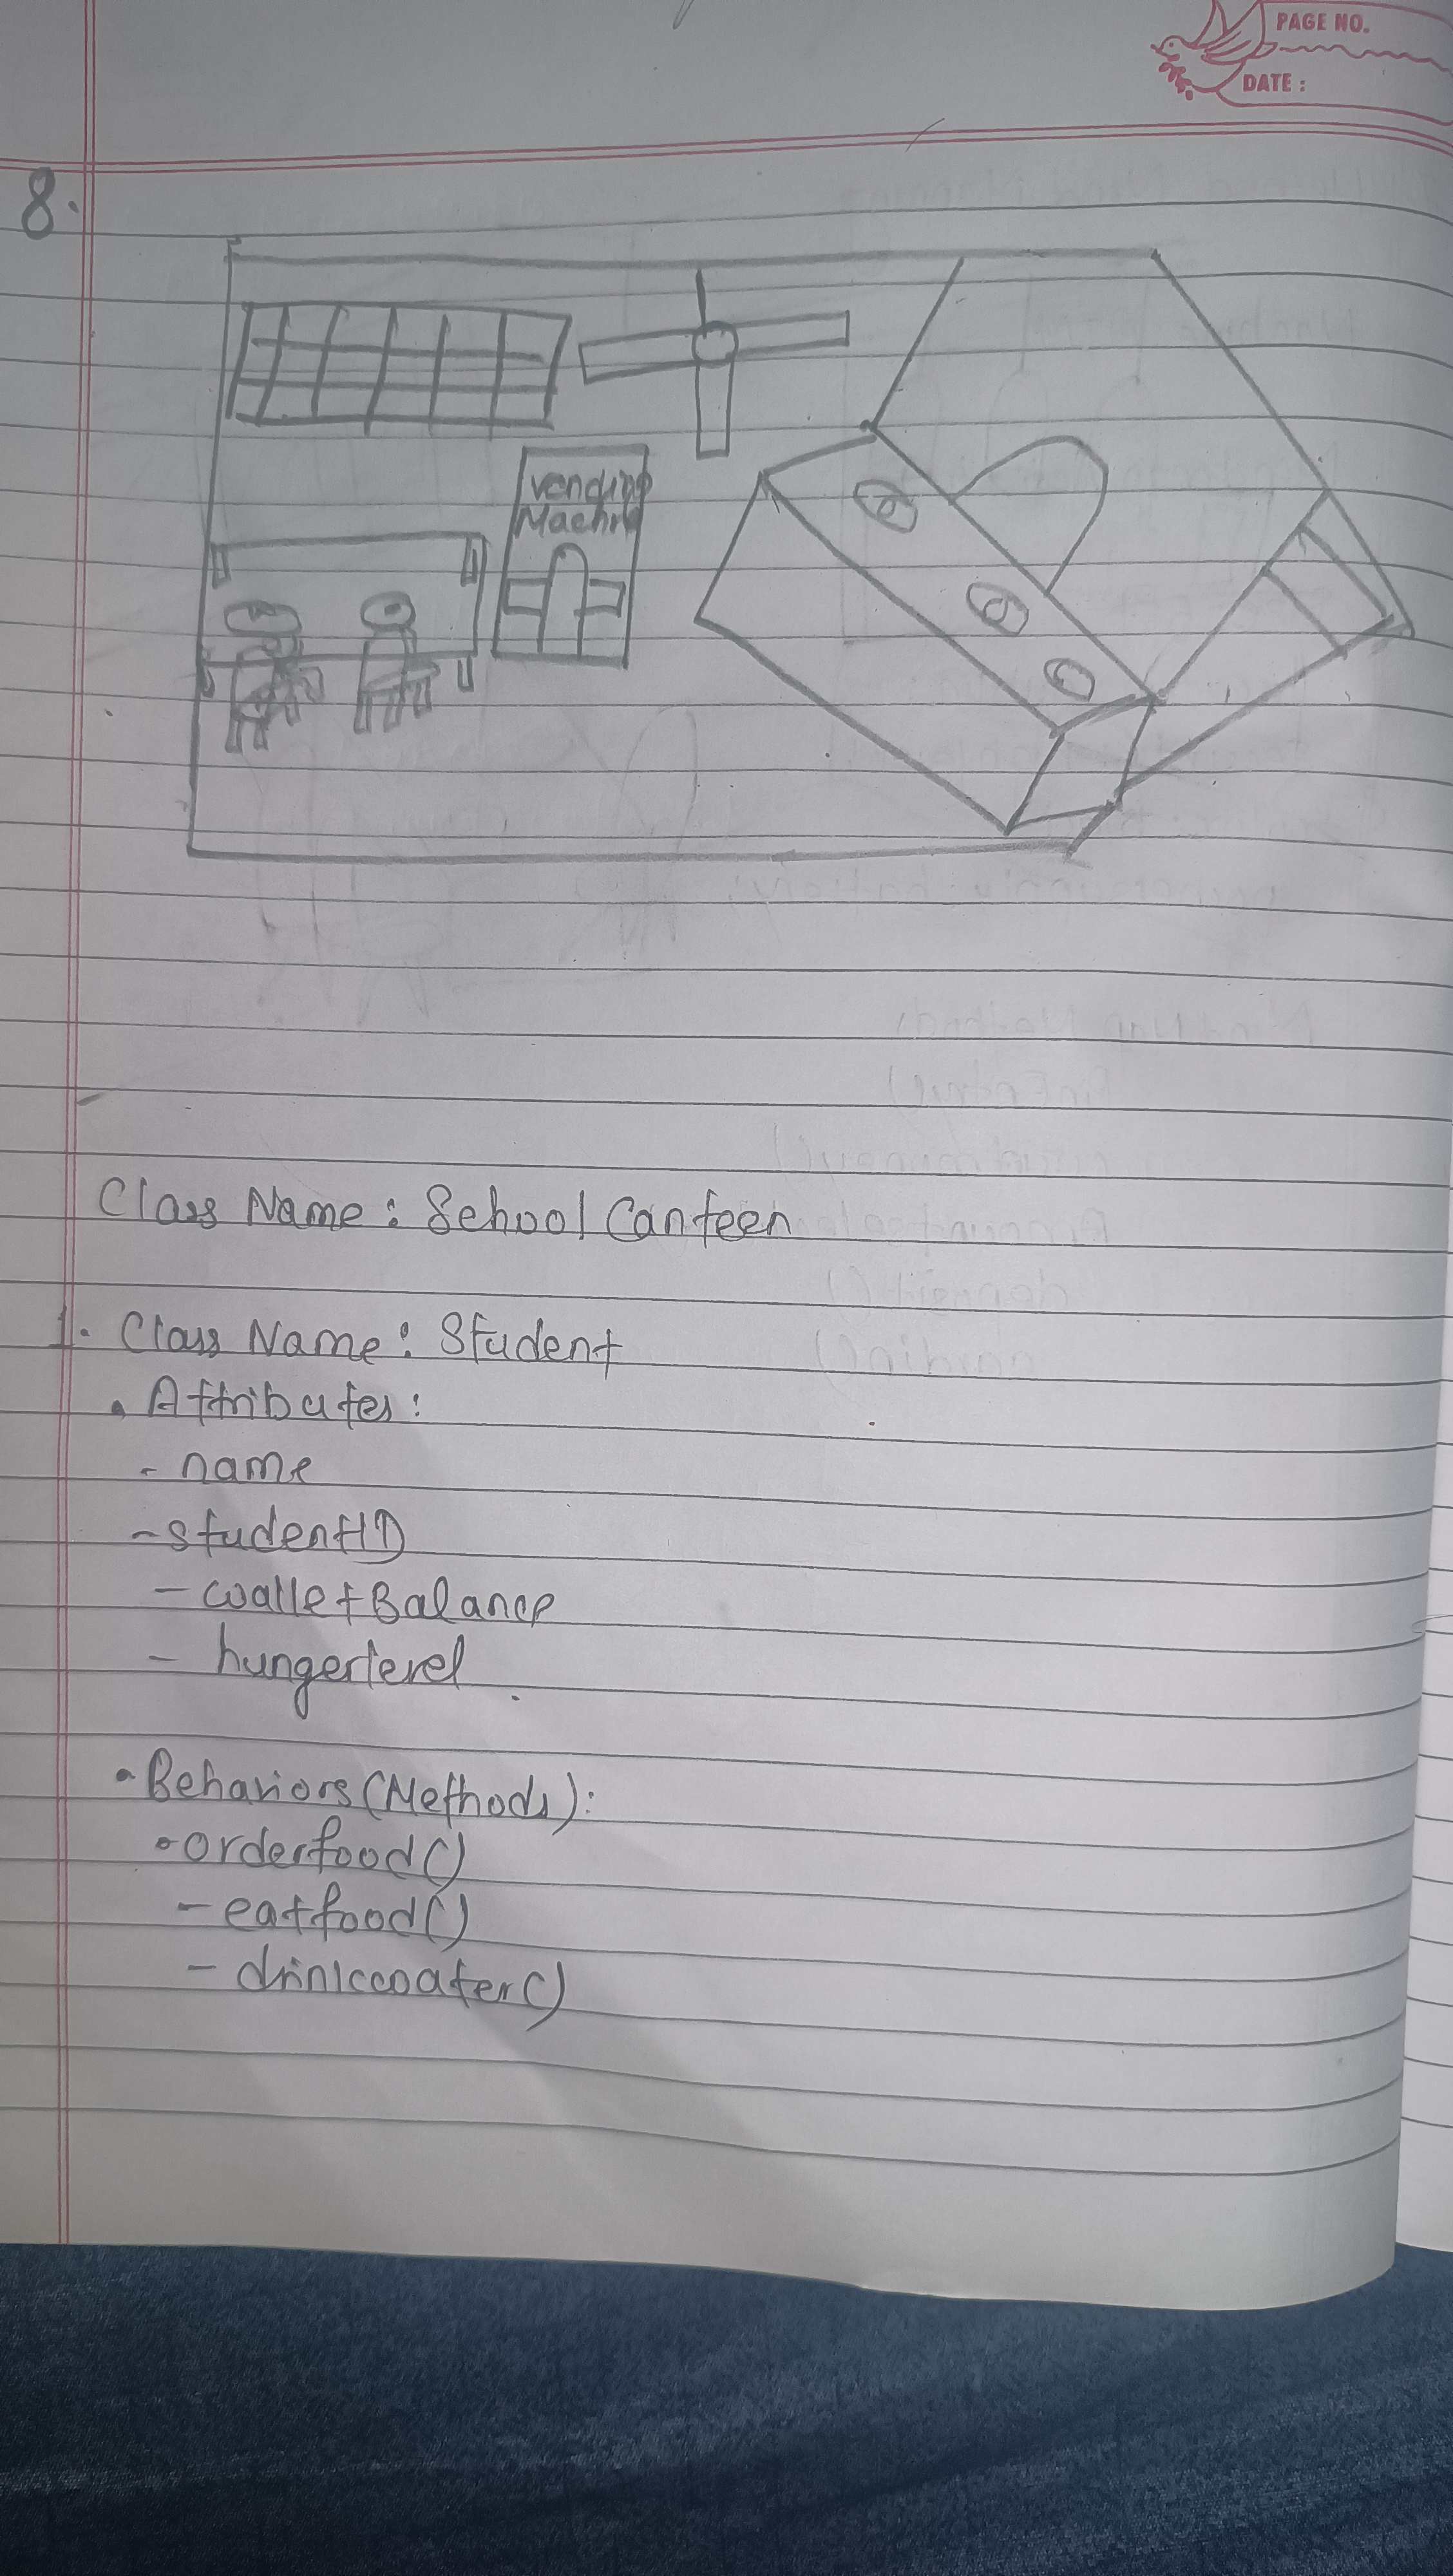 PAGE NO.
DATE :
8.
Vending
Machine
Class Name: School Canteen
1. Class Name: Student
• Attributes:
- name
- studentID
- walletBalance
- hungerlevel
• Behaviors (Methods):
• orderfood()
- eatfood()
- drinkwater()